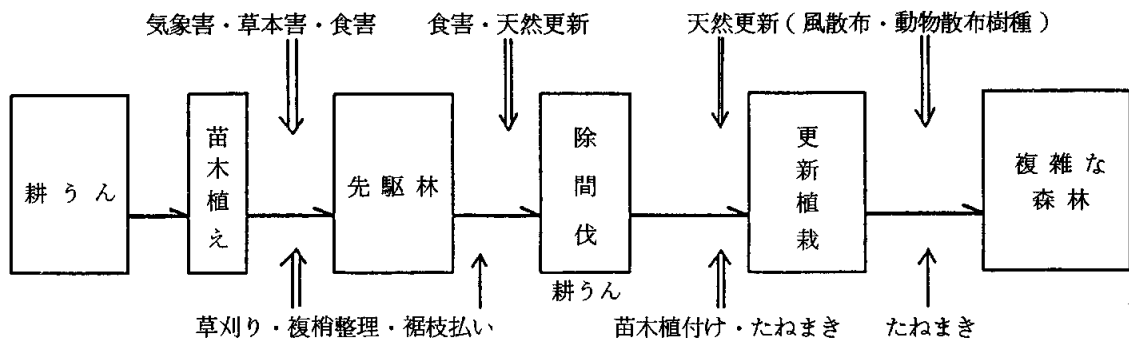 気象害・草本害・食害
食害・天然更新
天然更新(風散布・動物散布樹種)
耕うん
苗木植え
先駆林
除間伐
更新植栽
複雑な
森林
耕うん
草刈り・複梢整理・裾枝払い
苗木植付け・たねまき
たねまき